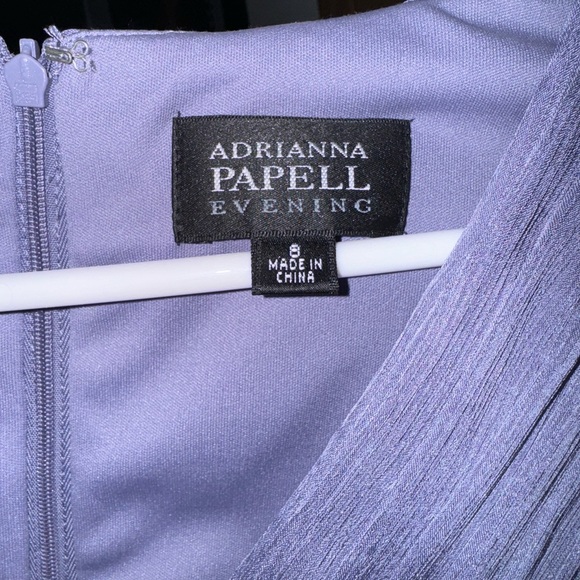 ADRIANNA
PAPELL
EVENING
8
MADE IN
CHINA